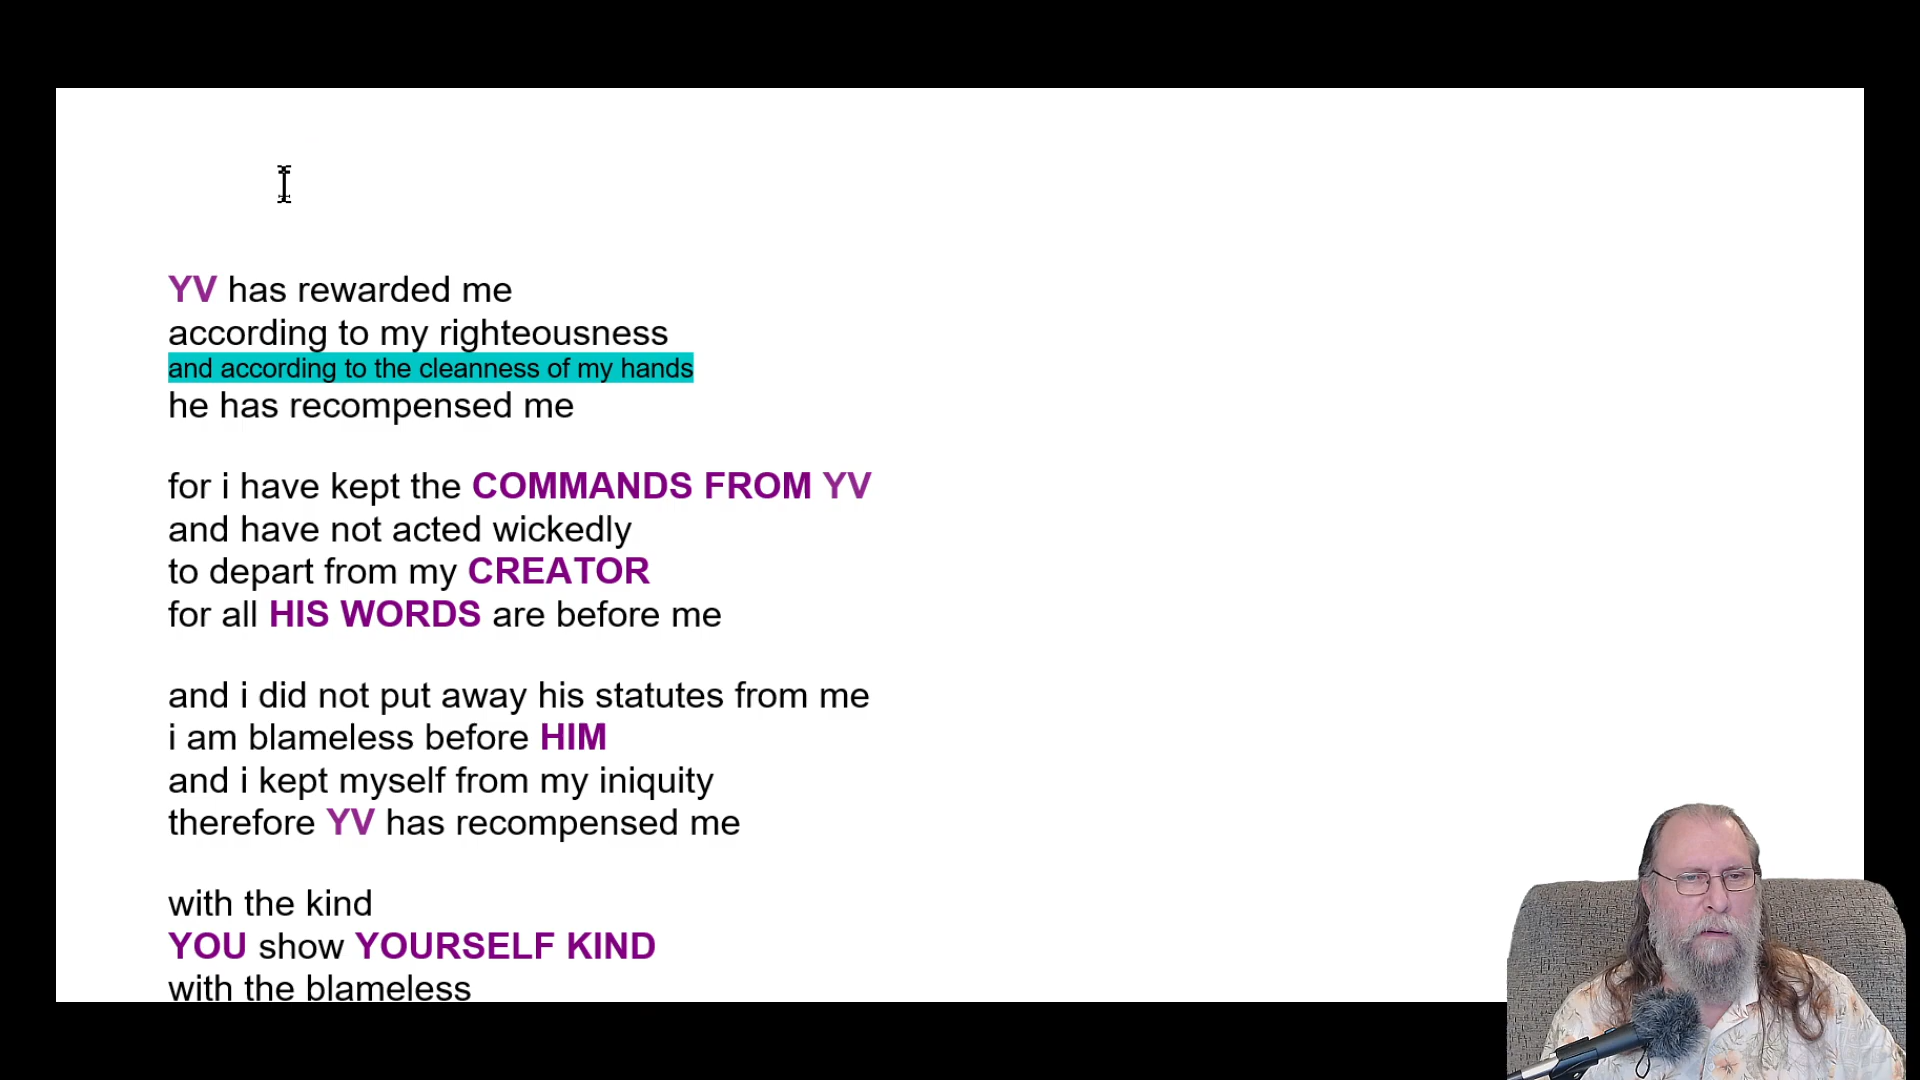 YV has rewarded me
according to my righteousness
and according to the cleanness of my hands
he has recompensed me
for i have kept the COMMANDS FROM YV
and have not acted wickedly
to depart from my CREATOR
for all HIS WORDS are before me
and i did not put away his statutes from me
i am blameless before HIM
and i kept myself from my iniquity
therefore YV has recompensed me
with the kind
YOU show YOURSELF KIND
with the blameless